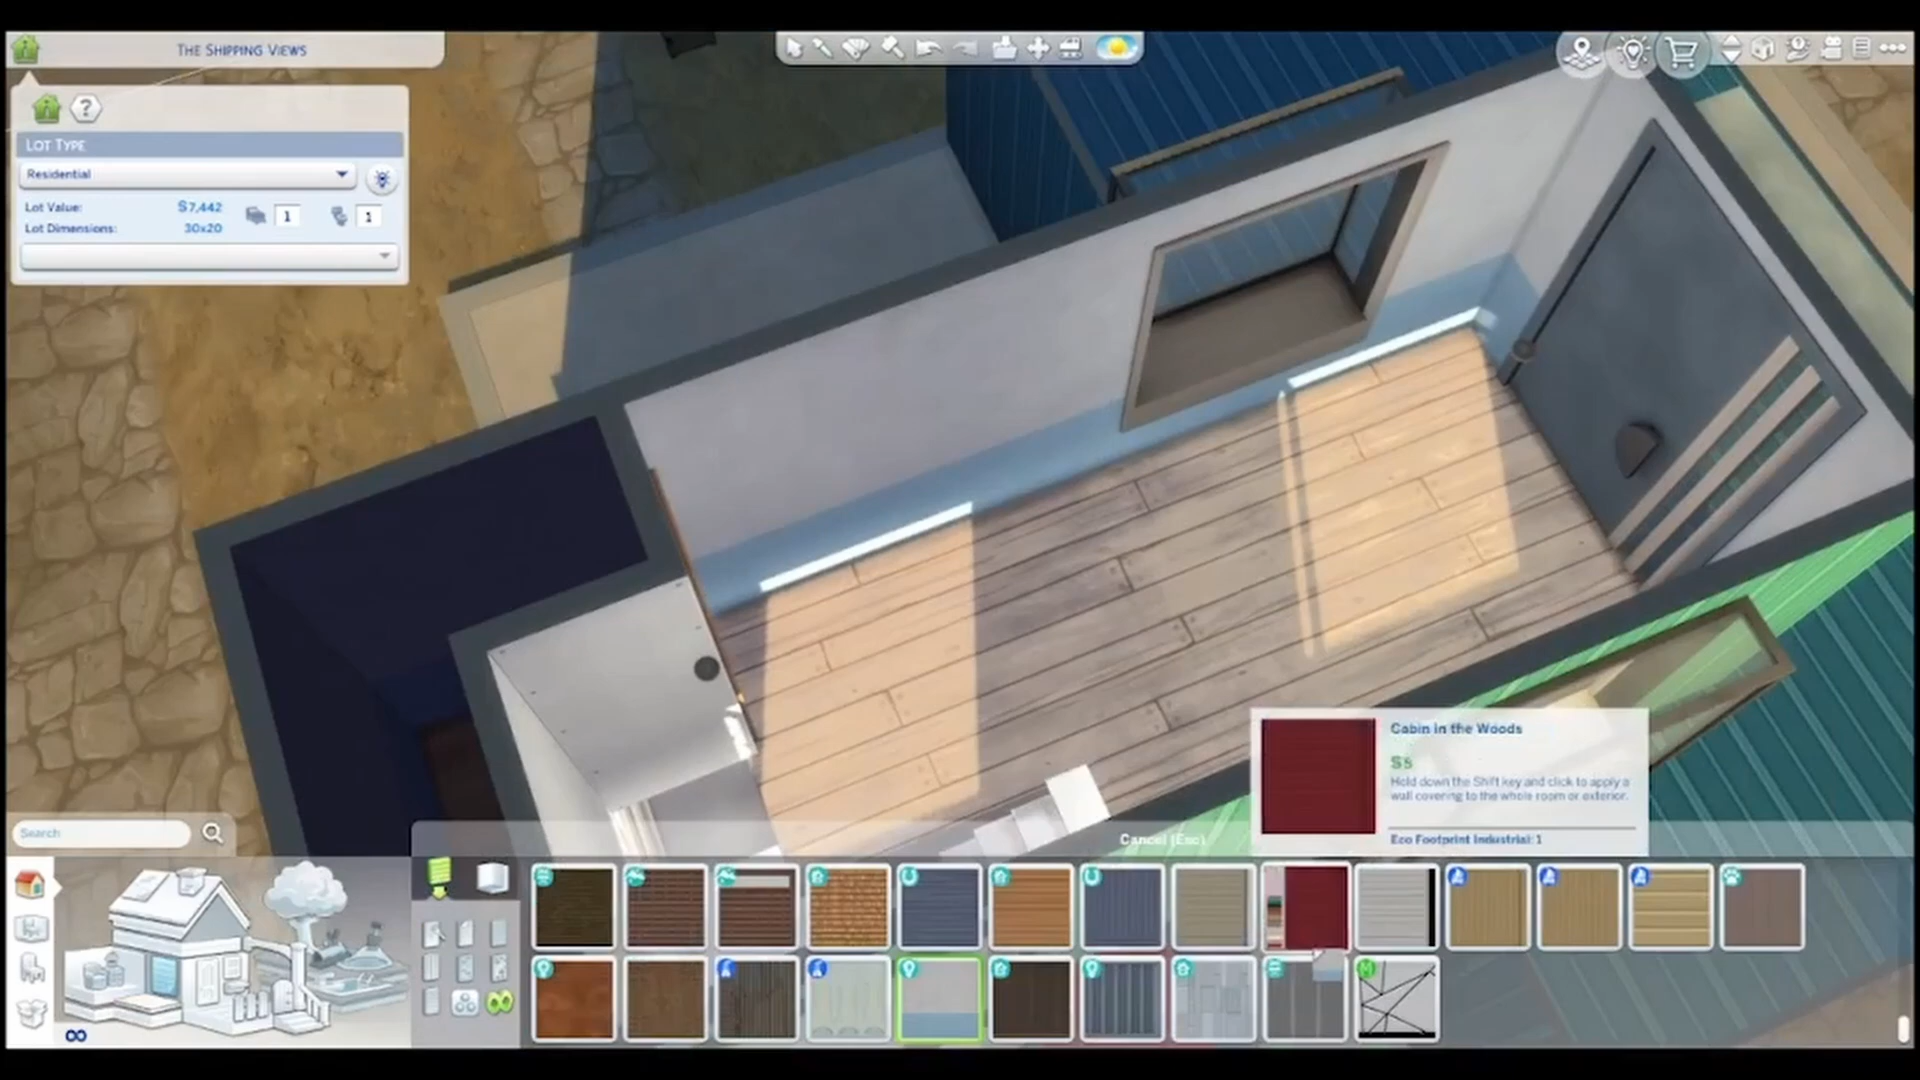 THE SHIPPING VIEWS
?
LOT TYPE
Residential
Lot Value: §7,442
1
1
Lot Dimensions: 30x20
Cabin in the Woods
§8
Hold down the Shift key and click to apply a
wall covering to the whole room or exterior.
Eco Footprint Industrial: 1
Cancel (Esc)
Search